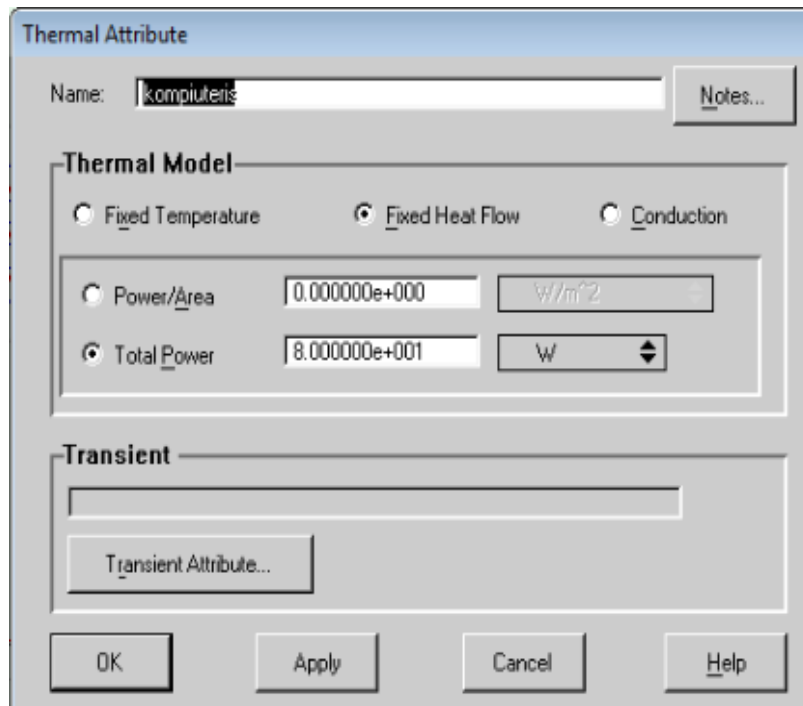 Thermal Attribute
Name: kompiuteris Notes...
Thermal Model
Fixed Temperature Fixed Heat Flow Conduction
Power/Area 0.000000e+000 W/m^2
Total Power 8.000000e+001 W
Transient
Transient Attribute...
OK Apply Cancel Help